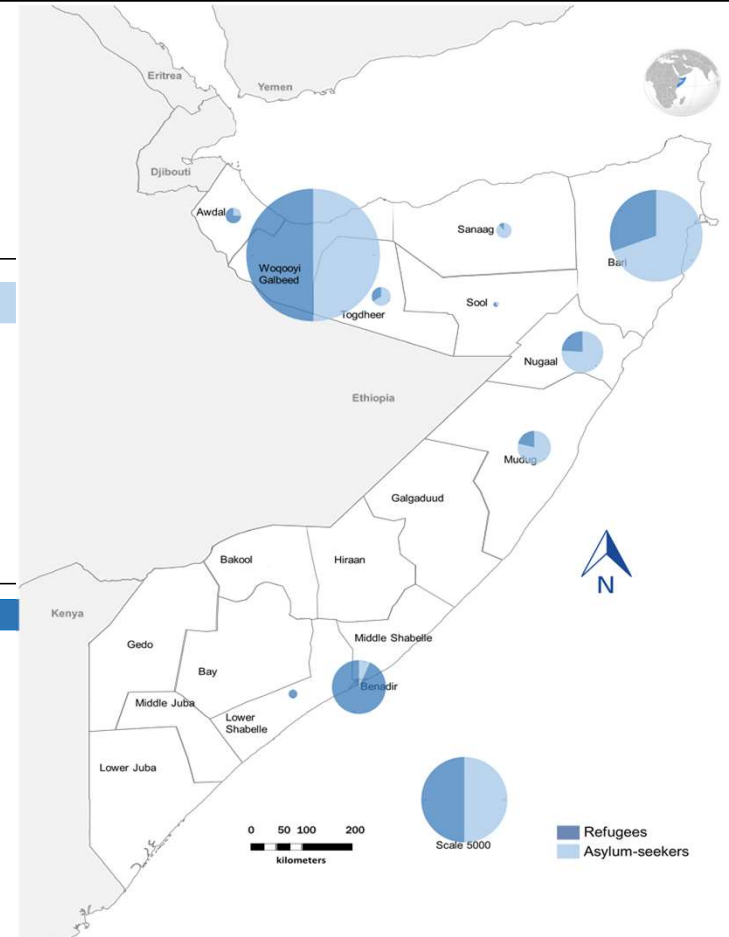 Eritrea
Yemen
Djibouti
Awdal
Woqooyi
Galbeed
Togdheer
Sanaag
Sool
Bari
Nugaal
Ethiopia
Mudug
Galgaduud
Bakool
Hiraan
Kenya
Gedo
Middle Shabelle
Bay
Benadir
Middle Juba
Lower
Shabelle
Lower Juba
N
0 50 100 200
kilometers
Scale 5000
Refugees
Asylum-seekers